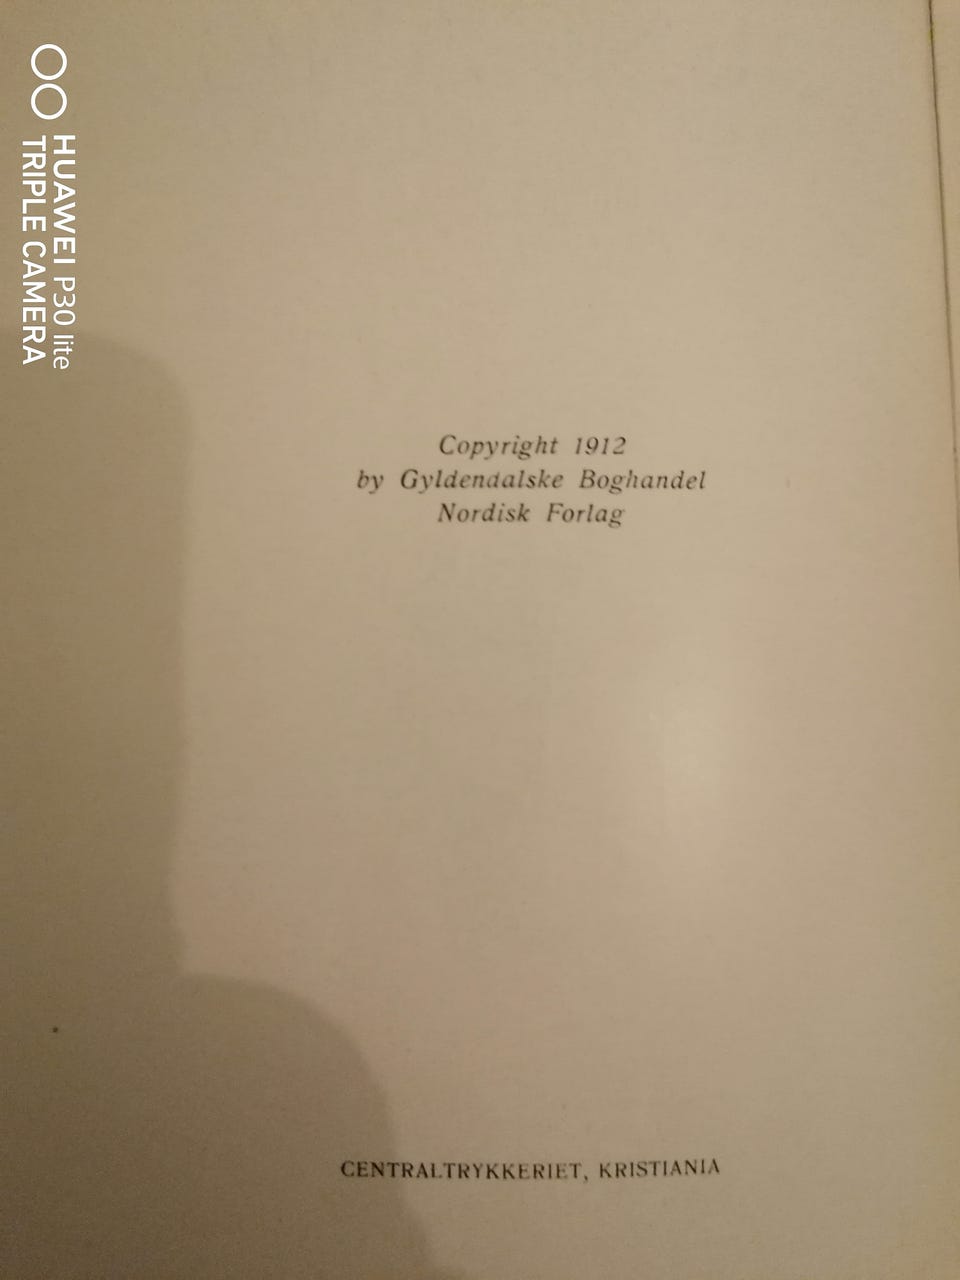 HUAWEI P30 lite
TRIPLE CAMERA
Copyright 1912
by Gyldendalske Boghandel
Nordisk Forlag
CENTRALTRYKKERIET, KRISTIANIA